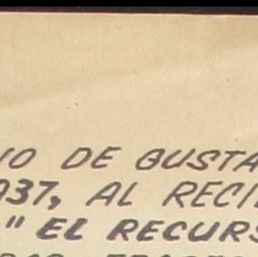 IO DE GUSTA
937, AL RECI
" EL RECURS